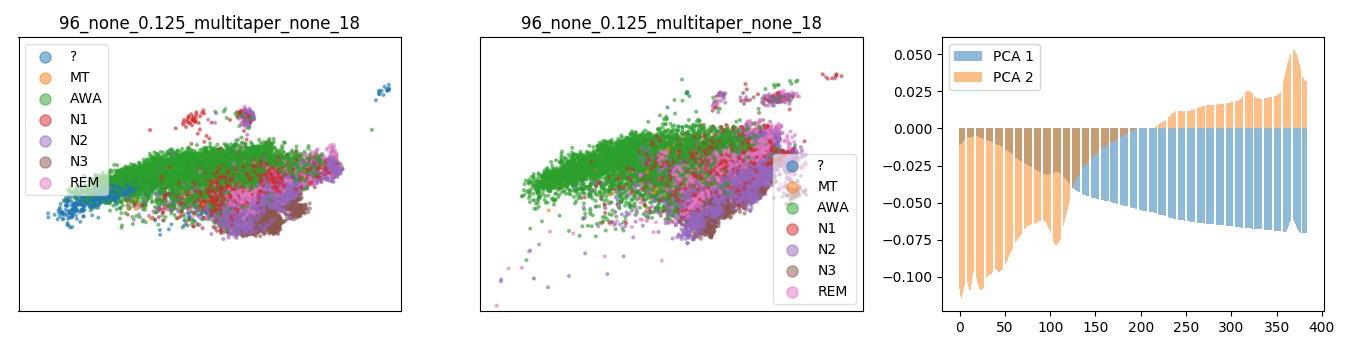 96_none_0.125_multitaper_none_18
?
MT
AWA
N1
N2
N3
REM
96_none_0.125_multitaper_none_18
?
MT
AWA
N1
N2
N3
REM
PCA 1
PCA 2
0.050
0.025
0.000
−0.025
−0.050
−0.075
−0.100
0 50 100 150 200 250 300 350 400